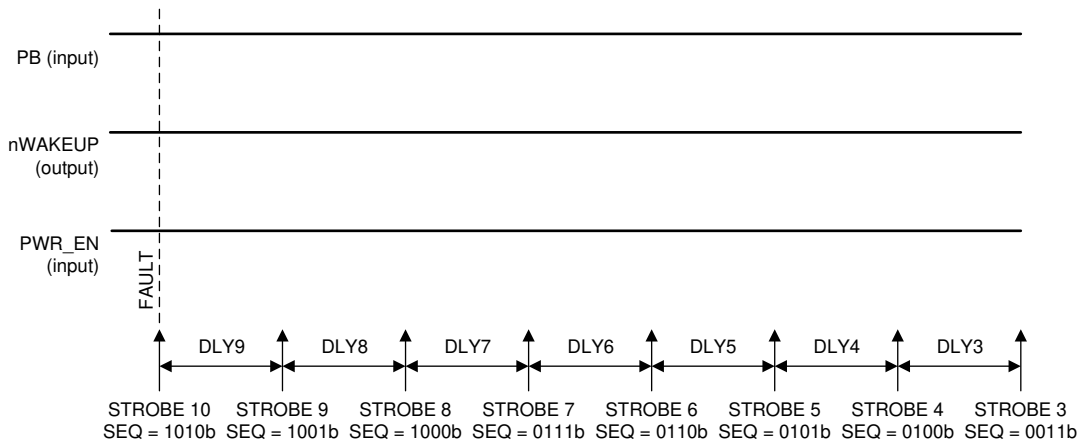 PB (input)
nWAKEUP
(output)
PWR_EN
(input)
FAULT
DLY9 DLY8 DLY7 DLY6 DLY5 DLY4 DLY3
STROBE 10 STROBE 9 STROBE 8 STROBE 7 STROBE 6 STROBE 5 STROBE 4 STROBE 3
SEQ = 1010b SEQ = 1001b SEQ = 1000b SEQ = 0111b SEQ = 0110b SEQ = 0101b SEQ = 0100b SEQ = 0011b